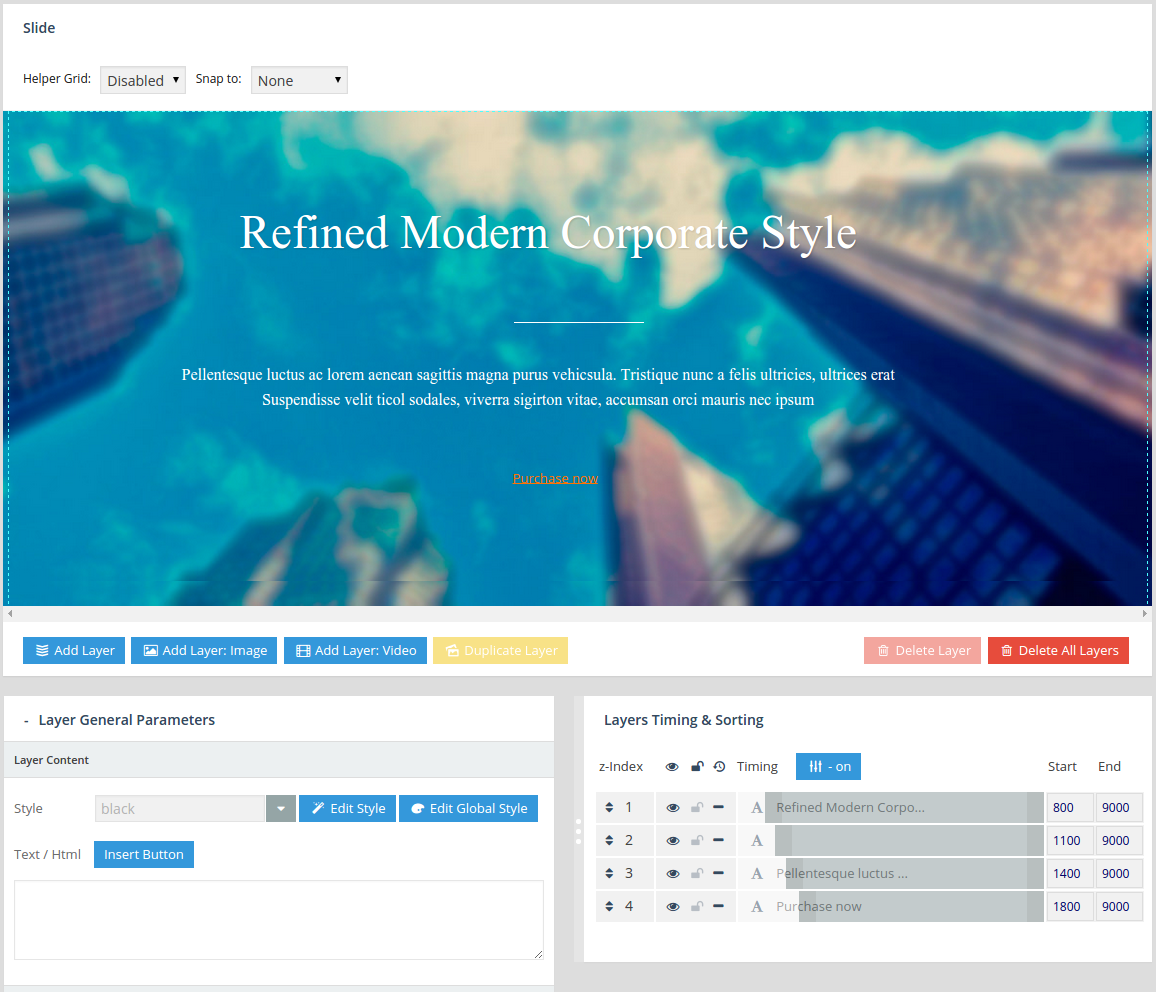 Slide
Helper Grid: Disabled Snap to: None
Refined Modern Corporate Style
Pellentesque luctus ac lorem aenean sagittis magna purus vehicsula. Tristique nunc a felis ultricies, ultrices erat
Suspendisse velit ticol sodales, viverra sigirton vitae, accumsan orci mauris nec ipsum
Purchase now
Add Layer Add Layer: Image Add Layer: Video Duplicate Layer Delete Layer Delete All Layers
- Layer General Parameters
Layer Content
Style black Edit Style Edit Global Style
Text / Html Insert Button
Layers Timing & Sorting
z-Index Timing - on Start End
1 A Refined Modern Corpo... 800 9000
2 A 1100 9000
3 A Pellentesque luctus ... 1400 9000
4 A Purchase now 1800 9000